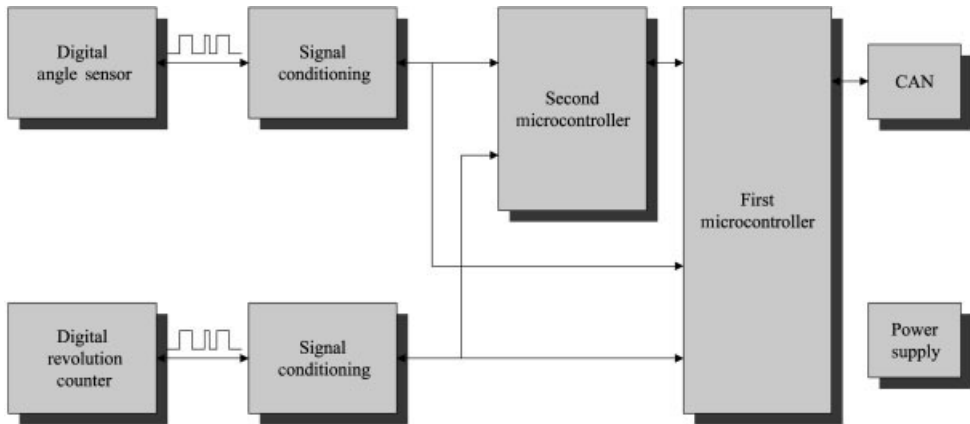 Digital
angle sensor
Signal
conditioning
Second
microcontroller
First
microcontroller
CAN
Digital
revolution
counter
Signal
conditioning
Power
supply